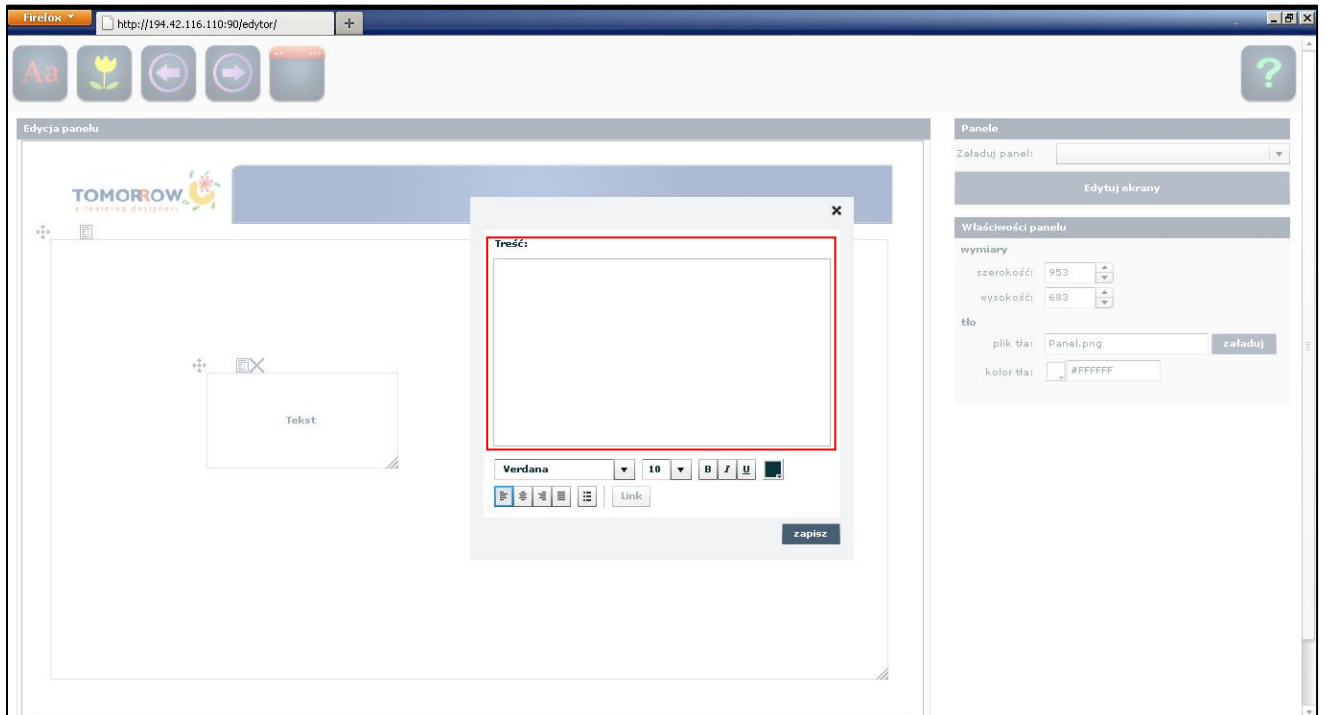 Firefox
http://194.42.116.110:90/edytor/
+
Aa
?
Edycja panelu
TOMORROW
e-learning designers
Tekst
Treść:
Verdana 10 B I U
Link
zapisz
Panele
Załaduj panel:
Edytuj ekrany
Właściwości panelu
wymiary
szerokość: 953
wysokość: 683
tło
plik tła: Panel.png załaduj
kolor tła: #FFFFFF